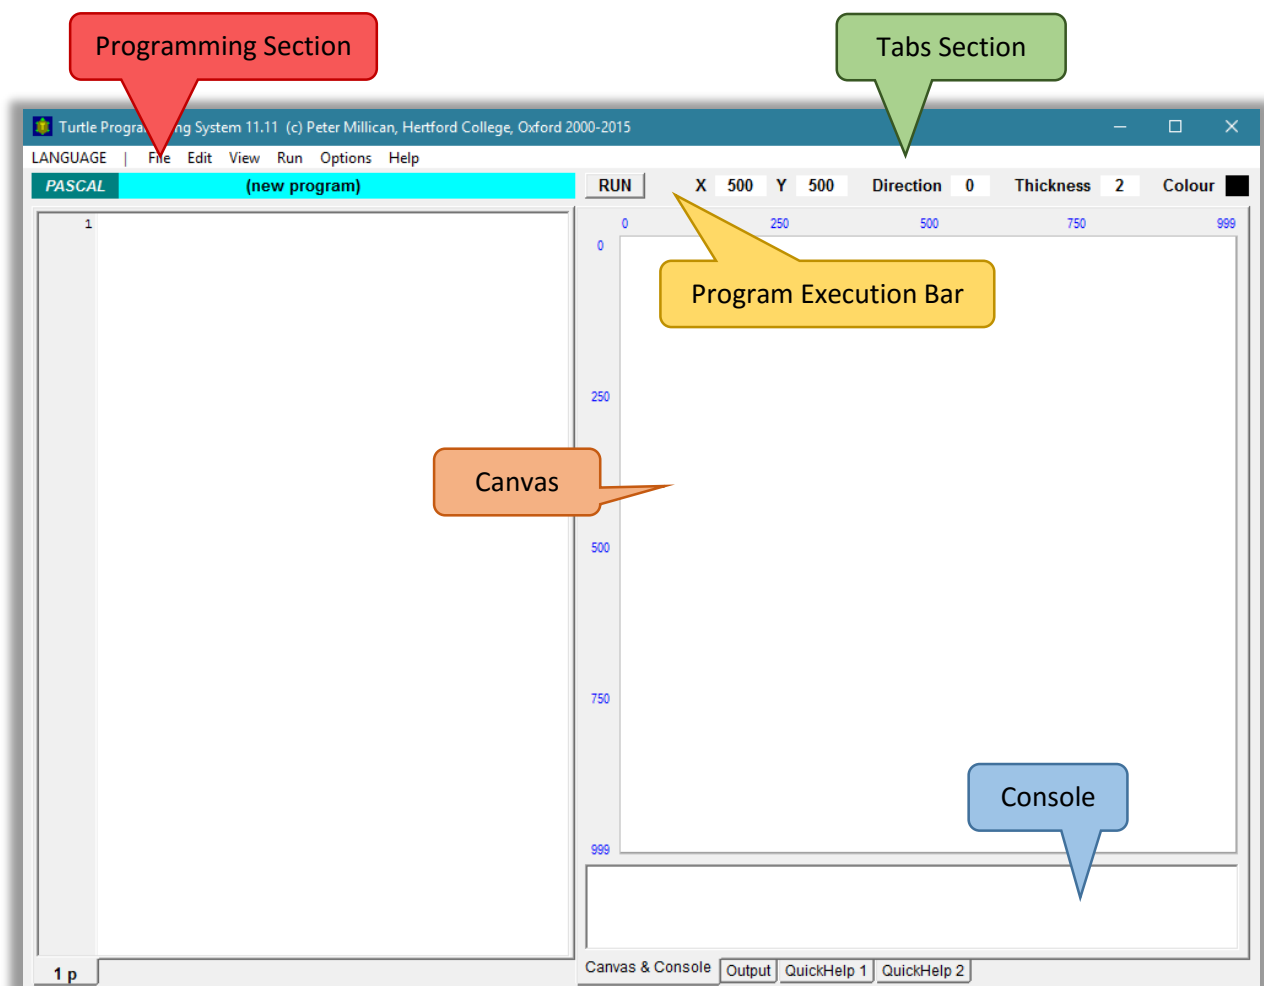 Programming Section
Tabs Section
Turtle Programming System 11.11 (c) Peter Millican, Hertford College, Oxford 2000-2015
LANGUAGE | File Edit View Run Options Help
PASCAL (new program) RUN X 500 Y 500 Direction 0 Thickness 2 Colour
1
0 250 500 750 999
0
Program Execution Bar
250
Canvas
500
750
Console
999
Canvas & Console Output QuickHelp 1 QuickHelp 2
1 p